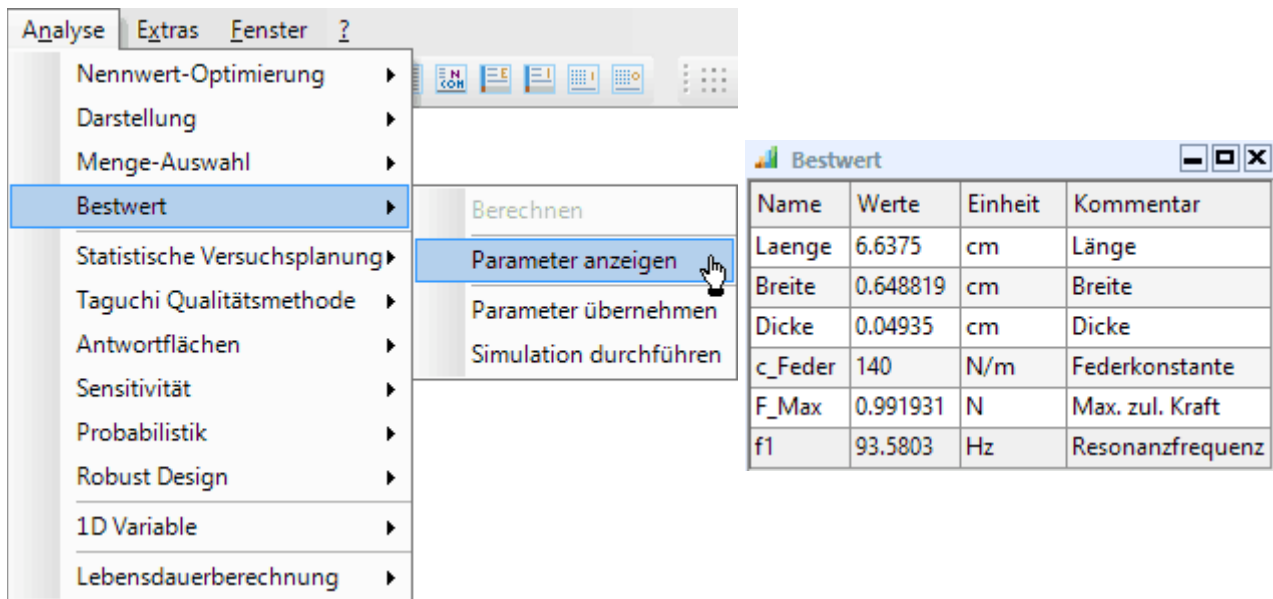 Analyse Extras Fenster ?
Nennwert-Optimierung
N COM E I I O
Darstellung
Menge-Auswahl
Bestwert
Statistische Versuchsplanung
Taguchi Qualitätsmethode
Antwortflächen
Sensitivität
Probabilistik
Robust Design
1D Variable
Lebensdauerberechnung
Berechnen
Parameter anzeigen
Parameter übernehmen
Simulation durchführen
Bestwert
Name Werte Einheit Kommentar
Laenge 6.6375 cm Länge
Breite 0.648819 cm Breite
Dicke 0.04935 cm Dicke
c_Feder 140 N/m Federkonstante
F_Max 0.991931 N Max. zul. Kraft
f1 93.5803 Hz Resonanzfrequenz